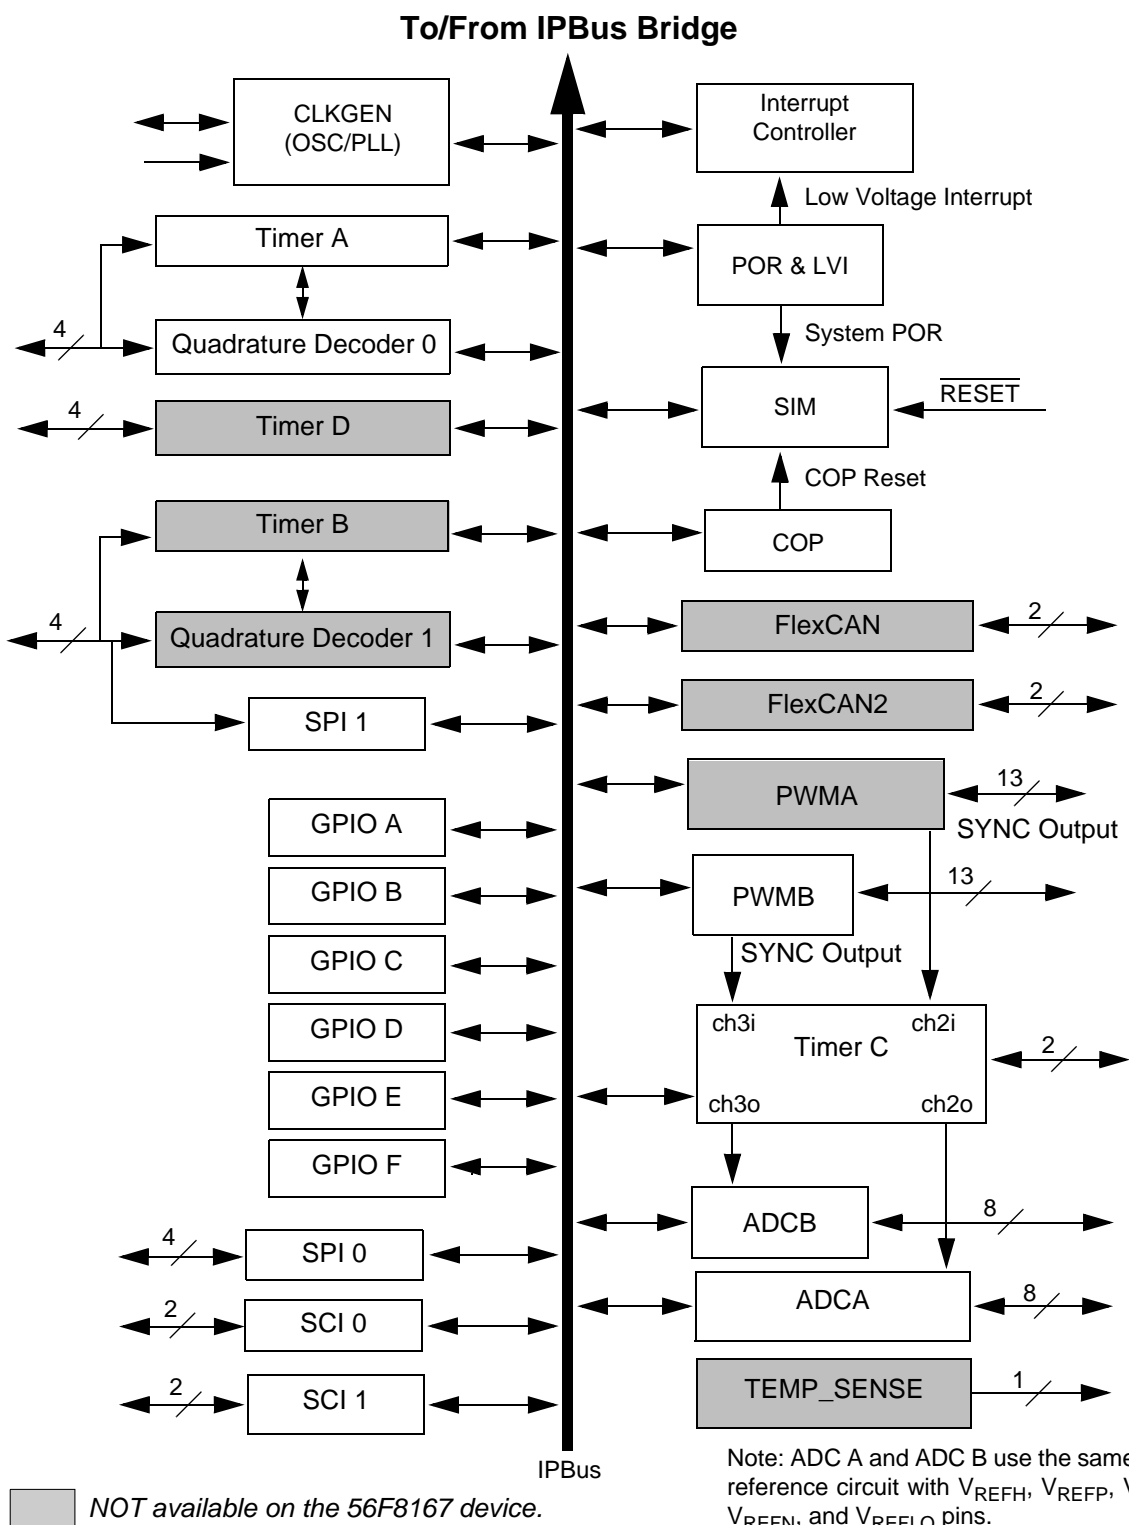 To/From IPBus Bridge
CLKGEN
(OSC/PLL)
Interrupt
Controller
Low Voltage Interrupt
Timer A
POR & LVI
4
Quadrature Decoder 0
System POR
4
Timer D
SIM
RESET
COP Reset
Timer B
COP
4
Quadrature Decoder 1
FlexCAN
2
SPI 1
FlexCAN2
2
PWMA
13
SYNC Output
GPIO A
GPIO B
PWMB
13
SYNC Output
GPIO C
ch3i
ch2i
GPIO D
Timer C
2
GPIO E
ch3o
ch2o
GPIO F
ADCB
8
4
SPI 0
2
SCI 0
ADCA
8
2
SCI 1
TEMP_SENSE
1
IPBus
Note: ADC A and ADC B use the same
reference circuit with VREFH, VREFP, V
VREFN, and VREFLO pins.
NOT available on the 56F8167 device.